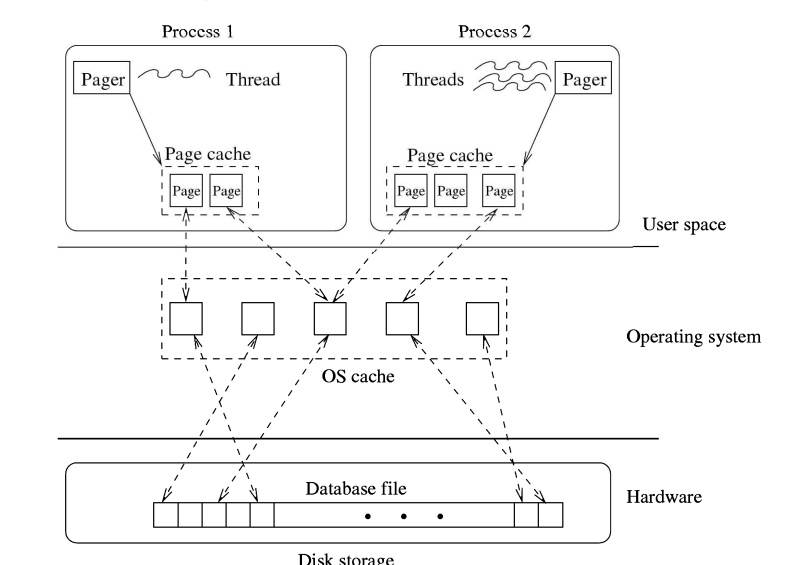 Process 1
Process 2
Pager
Thread
Threads
Pager
Page cache
Page cache
Page
Page
Page
Page
Page
User space
Operating system
OS cache
Database file
Hardware
Disk storage